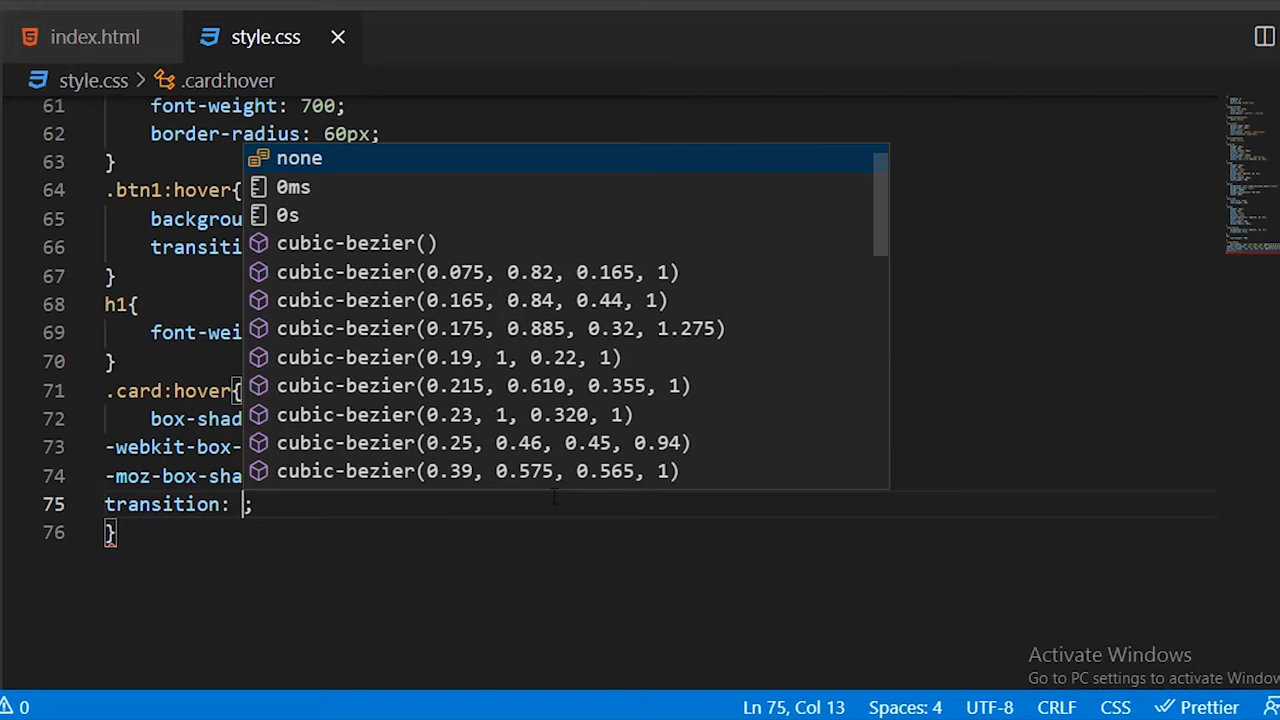 index.html
style.css
style.css
.card:hover
61 font-weight: 700;
62 border-radius: 60px;
63 }
64 .btn1:hover{
65 backgrou
66 transiti
67 }
68 h1{
69 font-wei
70 }
71 .card:hover{
72 box-shad
73 -webkit-box-
74 -moz-box-sha
75 transition: ;
76 }
none
0ms
0s
cubic-bezier()
cubic-bezier(0.075, 0.82, 0.165, 1)
cubic-bezier(0.165, 0.84, 0.44, 1)
cubic-bezier(0.175, 0.885, 0.32, 1.275)
cubic-bezier(0.19, 1, 0.22, 1)
cubic-bezier(0.215, 0.610, 0.355, 1)
cubic-bezier(0.23, 1, 0.320, 1)
cubic-bezier(0.25, 0.46, 0.45, 0.94)
cubic-bezier(0.39, 0.575, 0.565, 1)
Activate Windows
Go to PC settings to activate Window
0
Ln 75, Col 13
Spaces: 4
UTF-8
CRLF
CSS
Prettier